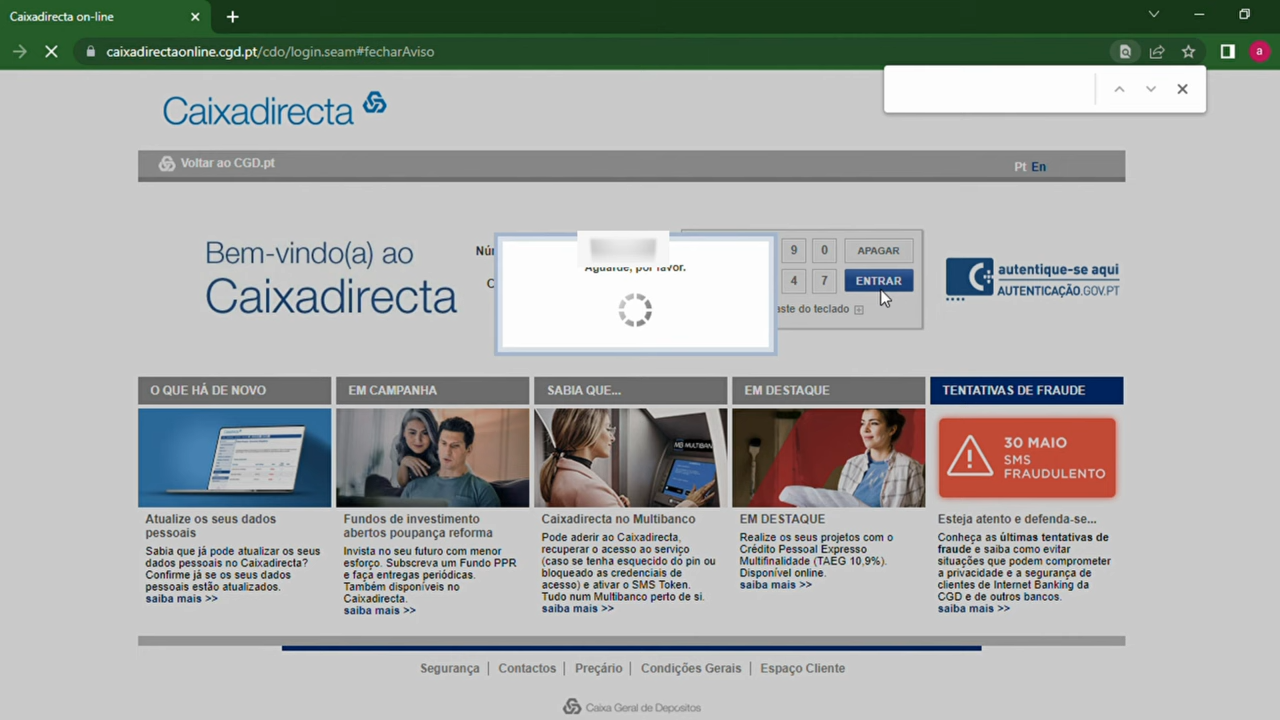 Caixadirecta on-line
caixadirectaonline.cgd.pt/cdo/login.seam#fecharAviso
a
Caixadirecta
Voltar ao CGD.pt
Pt En
Bem-vindo(a) ao
Caixadirecta
Aguarde, por favor.
9 0 APAGAR
4 7 ENTRAR
do teclado
autentique-se aqui
AUTENTICAÇÃO.GOV.PT
O QUE HÁ DE NOVO
Atualize os seus dados
pessoais
Sabia que já pode atualizar os seus
dados pessoais no Caixadirecta?
Confirme já se os seus dados
pessoais estão atualizados.
saiba mais >>
EM CAMPANHA
Fundos de investimento
abertos poupança reforma
Invista no seu futuro com menor
esforço. Subscreva um Fundo PPR
e faça entregas periódicas.
Também disponíveis no
Caixadirecta.
saiba mais >>
SABIA QUE...
MULTIBANCO
Caixadirecta no Multibanco
Pode aderir ao Caixadirecta,
recuperar o acesso ao serviço
(caso se tenha esquecido do pin ou
bloqueado as credenciais de
acesso) e ativar o SMS Token.
Tudo num Multibanco perto de si.
saiba mais >>
EM DESTAQUE
EM DESTAQUE
Realize os seus projetos com o
Crédito Pessoal Expresso
Multifinalidade (TAEG 10,9%).
Disponível online.
saiba mais >>
TENTATIVAS DE FRAUDE
30 MAIO
SMS
FRAUDULENTO
Esteja atento e defenda-se...
Conheça as últimas tentativas de
fraude e saiba como evitar
situações que podem comprometer
a privacidade e a segurança de
clientes de Internet Banking da
CGD e de outros bancos.
saiba mais >>
Segurança | Contactos | Preçário | Condições Gerais | Espaço Cliente
Caixa Geral de Depositos